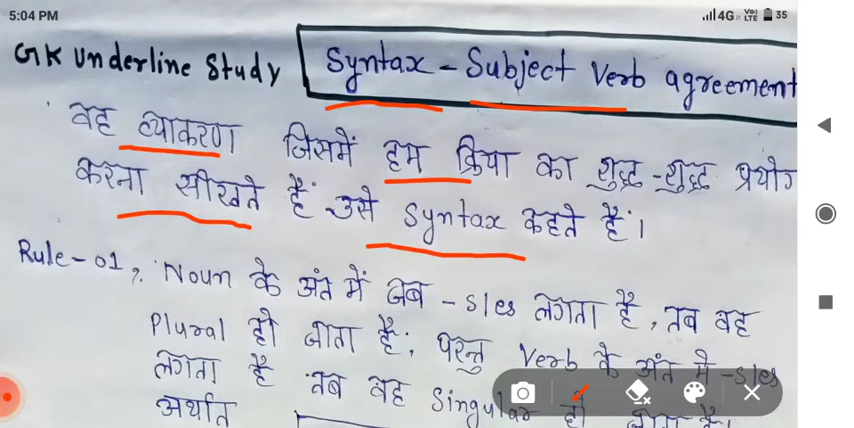 5:04 PM
4G
Vo)
LTE
35
GK Underline Study
Syntax - Subject Verb agreement
वह व्याकरण जिसमें हम क्रिया का शुद्ध-शुद्ध प्रयोग
करना सीखते हैं उसे Syntax कहते हैं।
Rule-01, Noun के अंत में जब -s/es लगता है, तब वह
Plural हो जाता है; परन्तु Verb के अंत में -s/es
लगता है तब वह Singular हो जाता है।
अर्थात